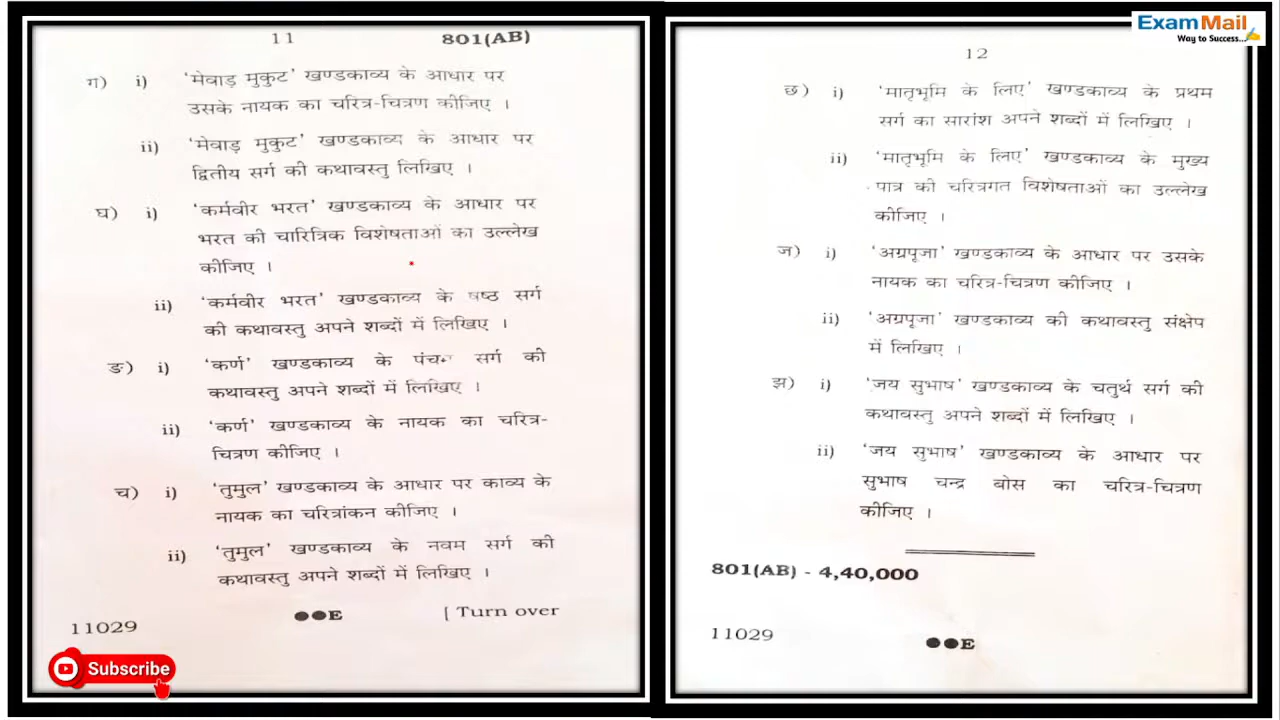 ExamMail
Way to Success...
11 801(AB)
ग) i) 'मेवाड़ मुकुट' खण्डकाव्य के आधार पर
उसके नायक का चरित्र-चित्रण कीजिए ।
ii) 'मेवाड़ मुकुट' खण्डकाव्य के आधार पर
द्वितीय सर्ग की कथावस्तु लिखिए ।
घ) i) 'कर्मवीर भरत' खण्डकाव्य के आधार पर
भरत की चारित्रिक विशेषताओं का उल्लेख
कीजिए ।
ii) 'कर्मवीर भरत' खण्डकाव्य के षष्ठ सर्ग
की कथावस्तु अपने शब्दों में लिखिए ।
ङ) i) 'कर्ण' खण्डकाव्य के पंचम सर्ग की
कथावस्तु अपने शब्दों में लिखिए ।
ii) 'कर्ण' खण्डकाव्य के नायक का चरित्र-
चित्रण कीजिए ।
च) i) 'तुमुल' खण्डकाव्य के आधार पर काव्य के
नायक का चरित्रांकन कीजिए ।
ii) 'तुमुल' खण्डकाव्य के नवम सर्ग की
कथावस्तु अपने शब्दों में लिखिए ।
11029 ●●E [ Turn over
Subscribe
12
छ) i) 'मातृभूमि के लिए' खण्डकाव्य के प्रथम
सर्ग का सारांश अपने शब्दों में लिखिए ।
ii) 'मातृभूमि के लिए' खण्डकाव्य के मुख्य
पात्र की चरित्रगत विशेषताओं का उल्लेख
कीजिए ।
ज) i) 'अग्रपूजा' खण्डकाव्य के आधार पर उसके
नायक का चरित्र-चित्रण कीजिए ।
ii) 'अग्रपूजा' खण्डकाव्य की कथावस्तु संक्षेप
में लिखिए ।
झ) i) 'जय सुभाष' खण्डकाव्य के चतुर्थ सर्ग की
कथावस्तु अपने शब्दों में लिखिए ।
ii) 'जय सुभाष' खण्डकाव्य के आधार पर
सुभाष चन्द्र बोस का चरित्र-चित्रण
कीजिए ।
801(AB) - 4,40,000
11029 ●●E